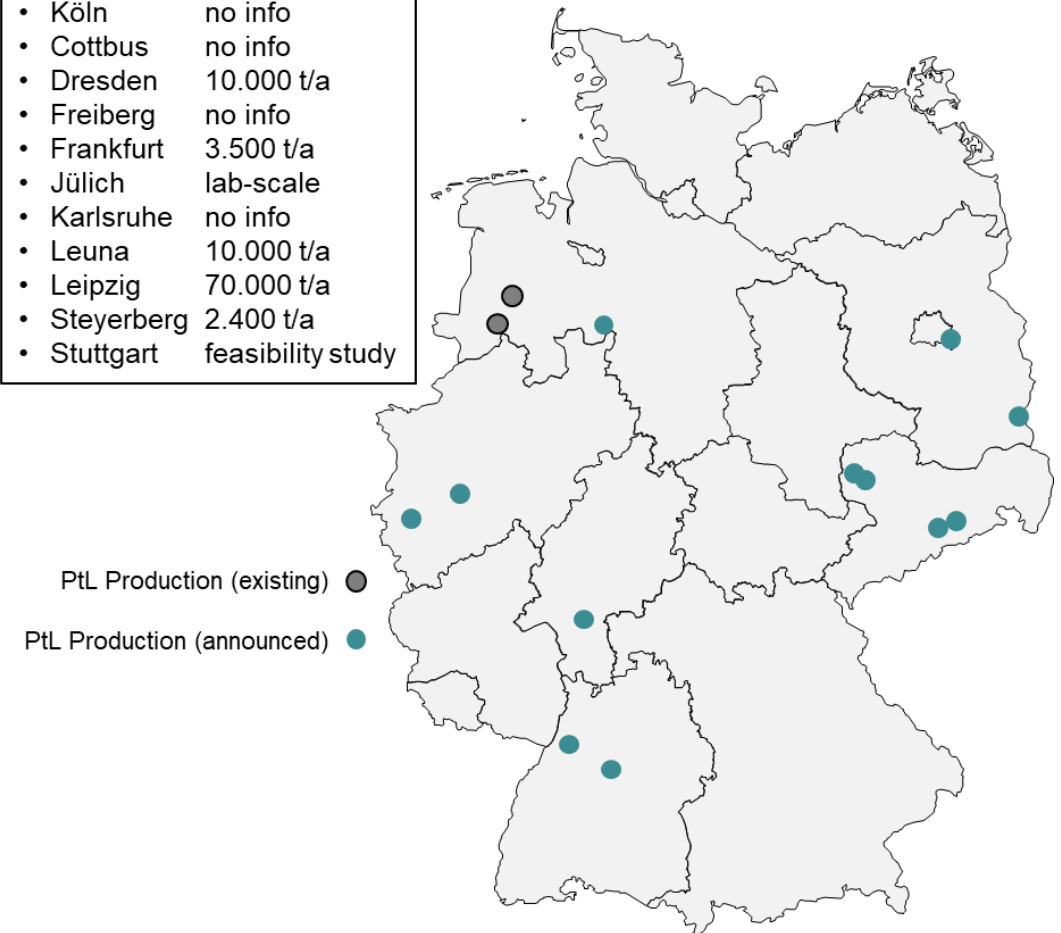 • Köln no info
• Cottbus no info
• Dresden 10.000 t/a
• Freiberg no info
• Frankfurt 3.500 t/a
• Jülich lab-scale
• Karlsruhe no info
• Leuna 10.000 t/a
• Leipzig 70.000 t/a
• Steyerberg 2.400 t/a
• Stuttgart feasibility study
PtL Production (existing)
PtL Production (announced)